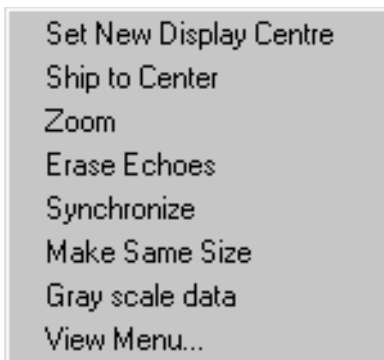 Set New Display Centre
Ship to Center
Zoom
Erase Echoes
Synchronize
Make Same Size
Gray scale data
View Menu...